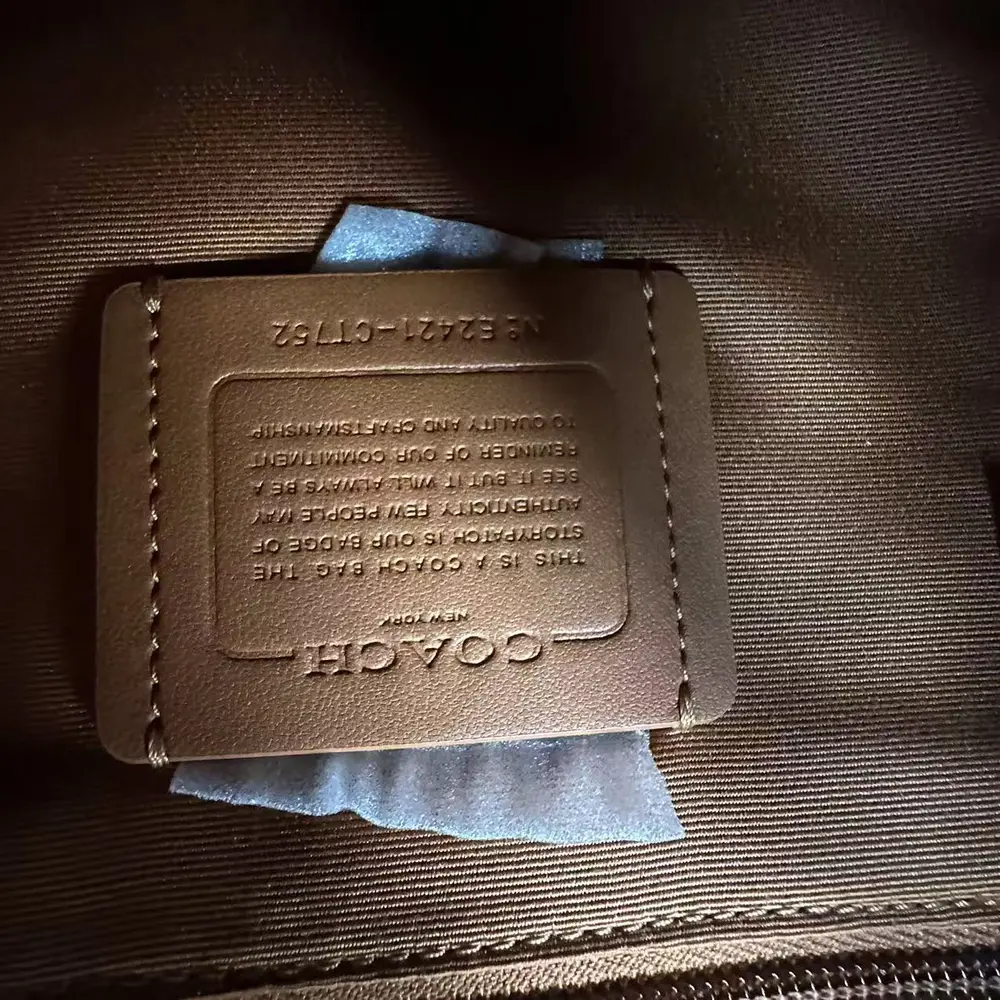 COACH
NEW YORK
THIS IS A COACH BAG. THE
STORYPATCH IS OUR BADGE OF
AUTHENTICITY FEW PEOPLE MAY
SEE IT BUT IT WILL ALWAYS BE A
REMINDER OF OUR COMMITMENT
TO QUALITY AND CRAFTSMANSHIP
Nº E2421-CT752